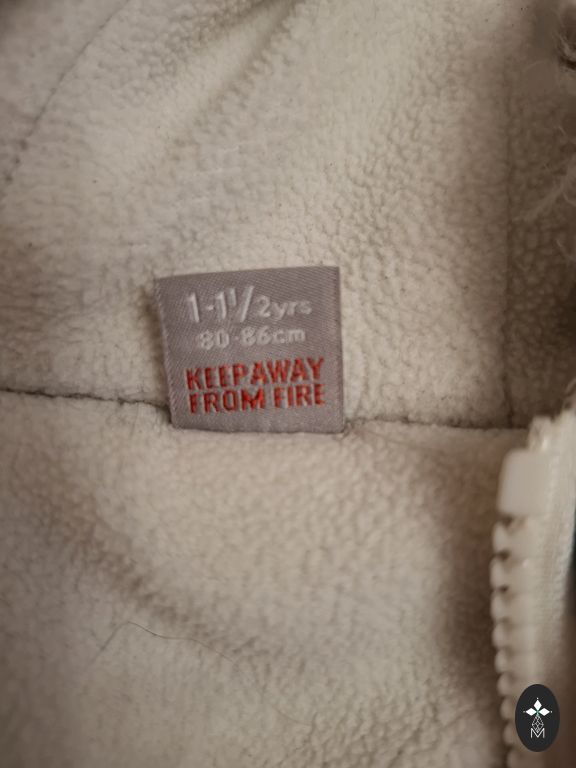 1-1½yrs
80-86cm
KEEP AWAY
FROM FIRE
M